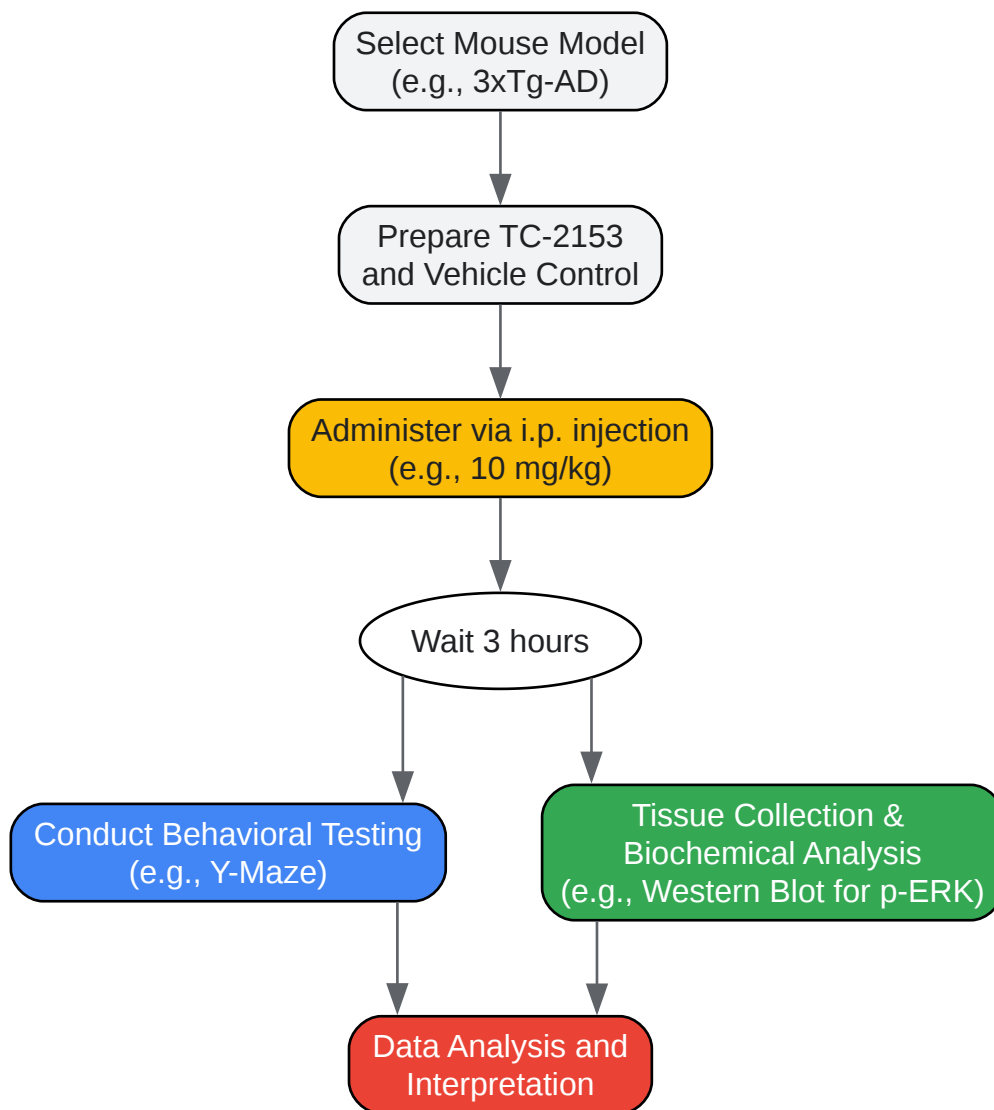 Select Mouse Model
(e.g., 3xTg-AD)
Prepare TC-2153
and Vehicle Control
Administer via i.p. injection
(e.g., 10 mg/kg)
Wait 3 hours
Conduct Behavioral Testing
(e.g., Y-Maze)
Tissue Collection &
Biochemical Analysis
(e.g., Western Blot for p-ERK)
Data Analysis and
Interpretation